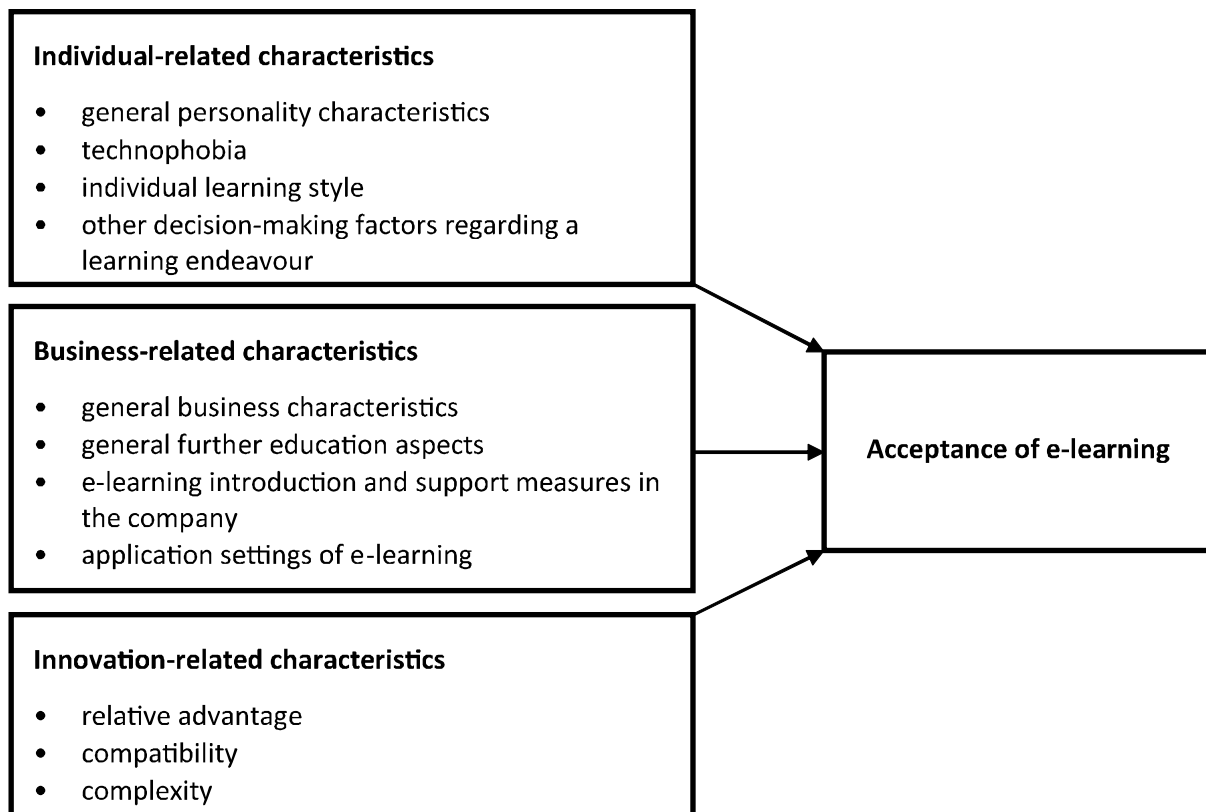 Individual-related characteristics
• general personality characteristics
• technophobia
• individual learning style
• other decision-making factors regarding a
learning endeavour
Business-related characteristics
• general business characteristics
• general further education aspects
• e-learning introduction and support measures in
the company
• application settings of e-learning
Acceptance of e-learning
Innovation-related characteristics
• relative advantage
• compatibility
• complexity